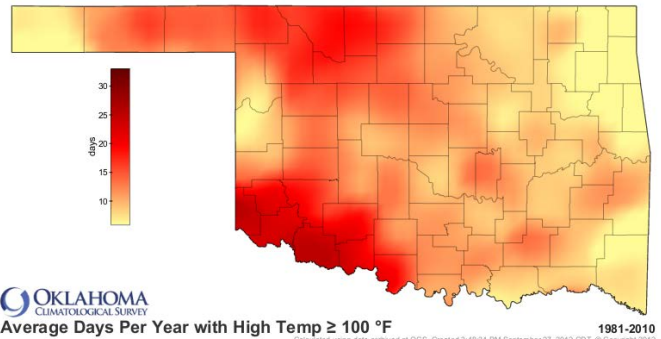 30
25
days
20
15
10
OKLAHOMA
CLIMATOLOGICAL SURVEY
Average Days Per Year with High Temp ≥ 100 °F
1981-2010